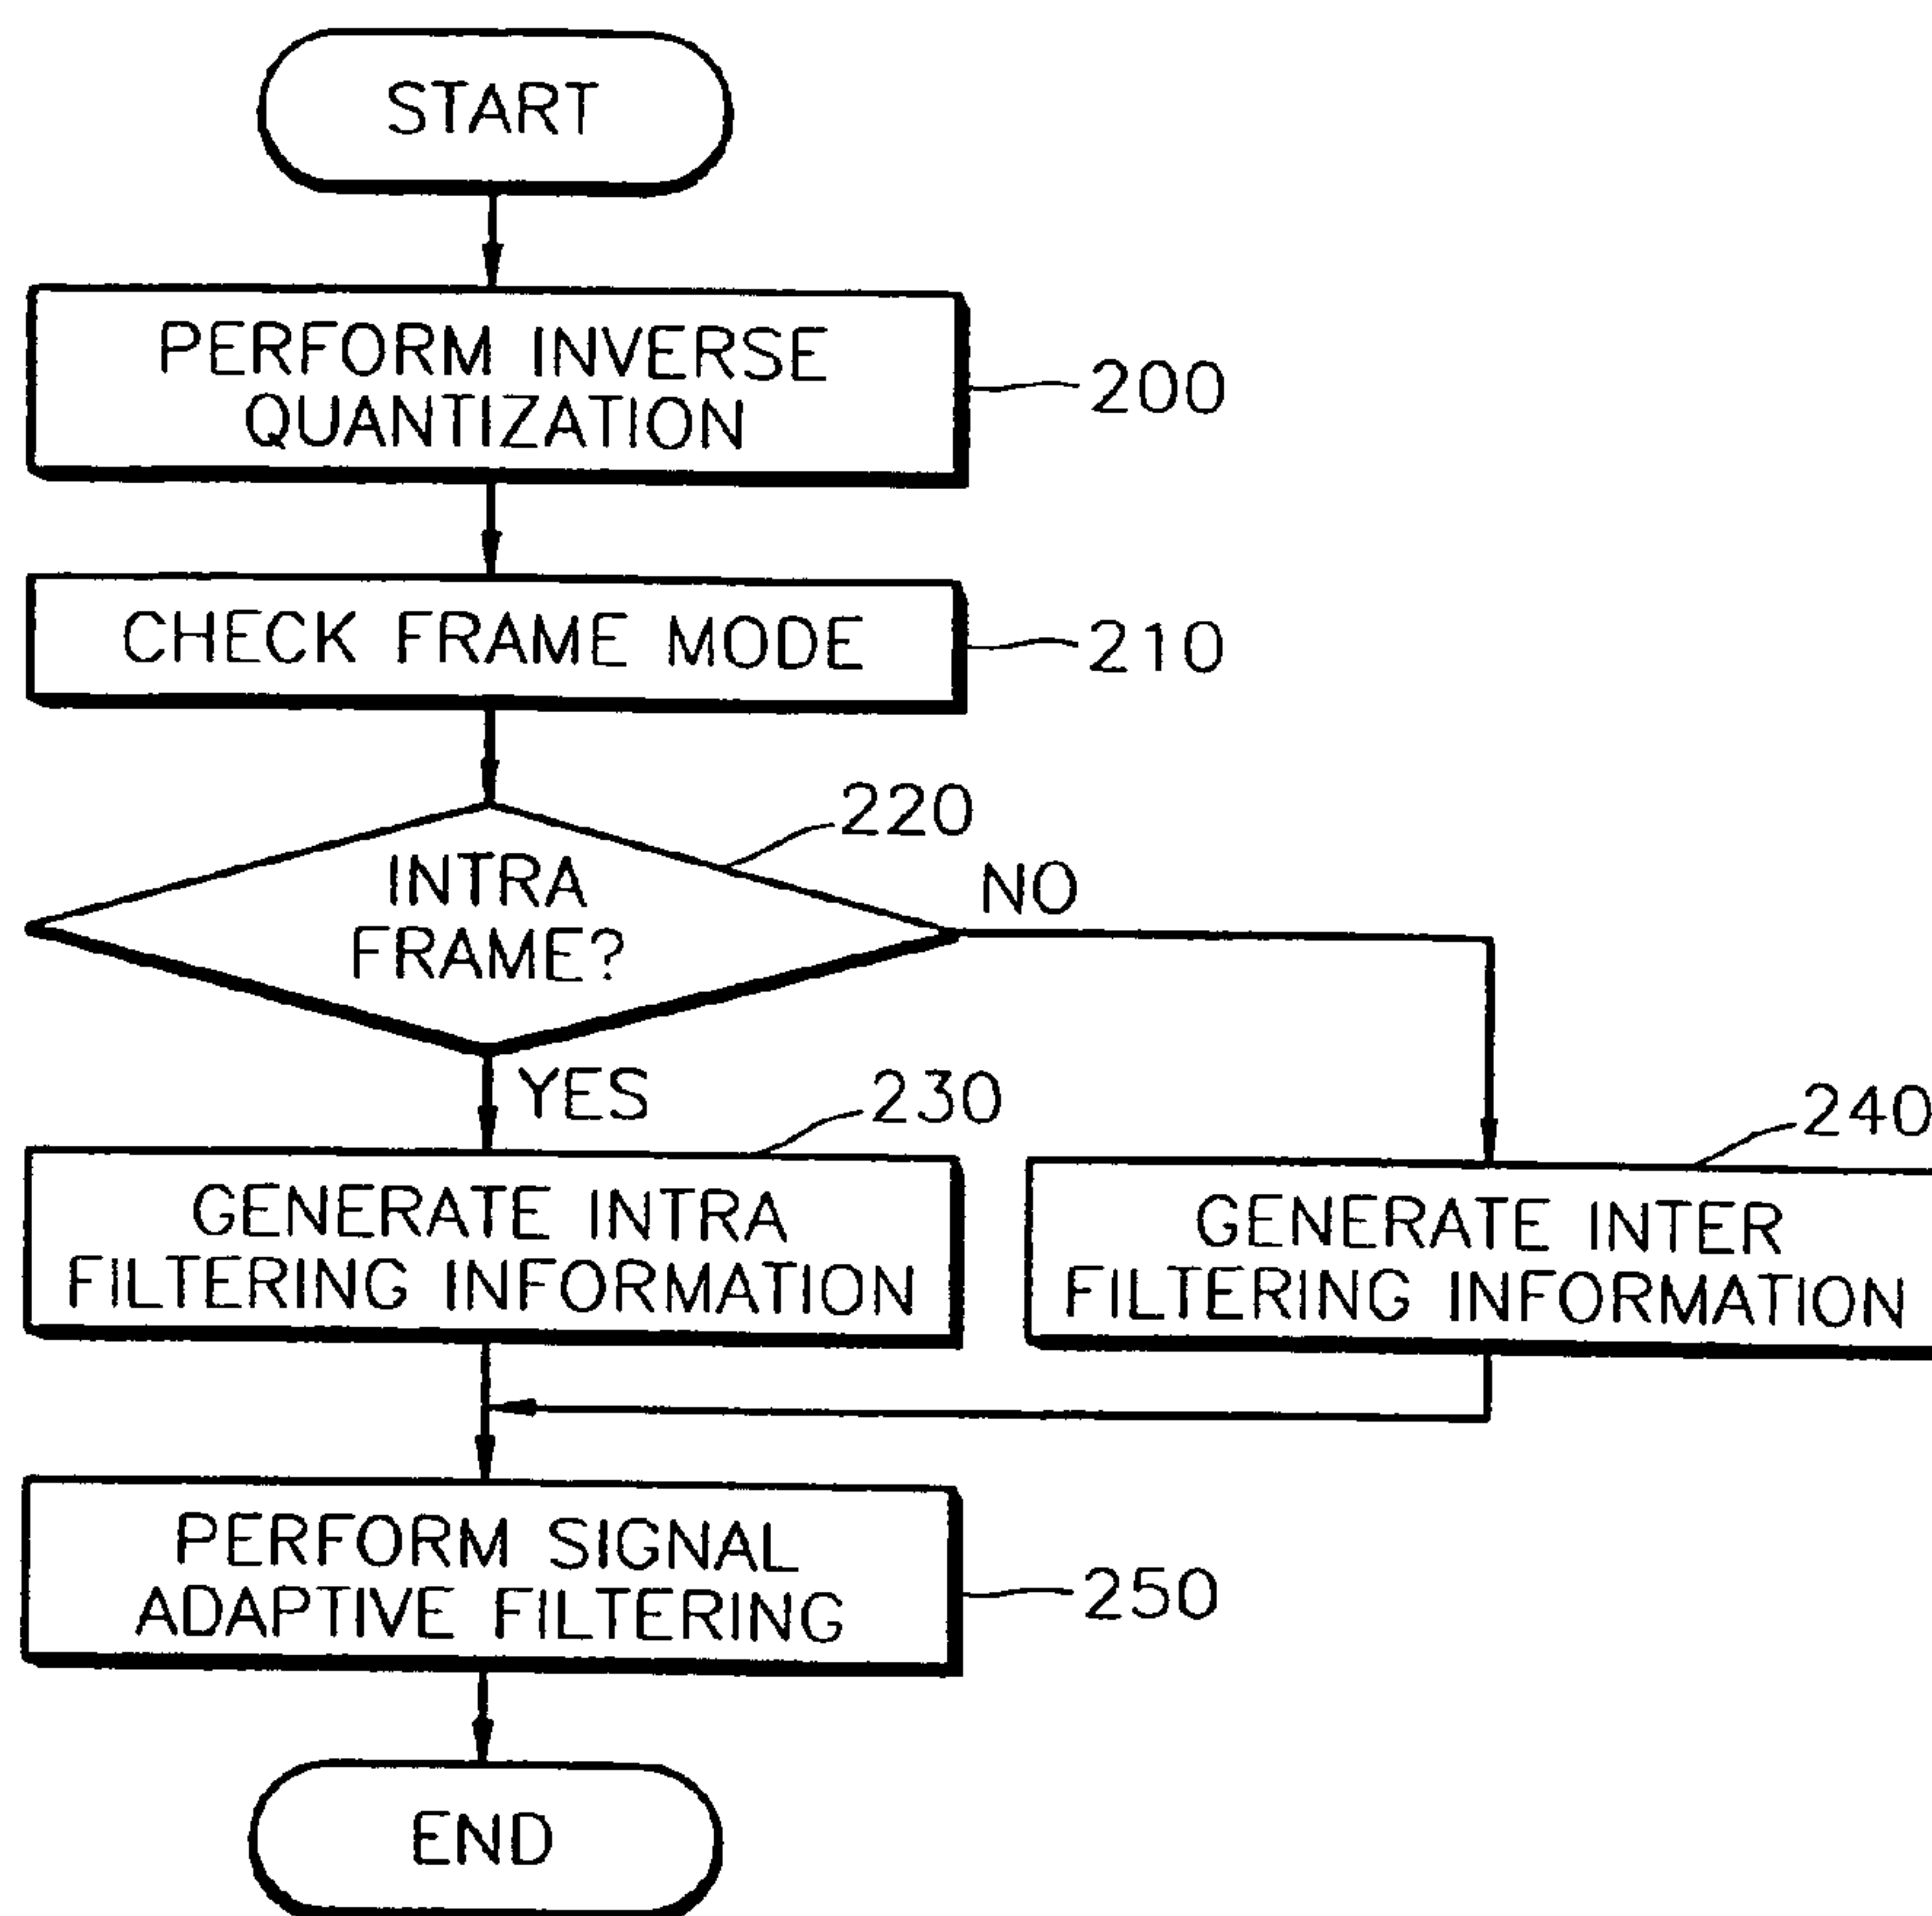 START
PERFORM INVERSE
QUANTIZATION
200
CHECK FRAME MODE
210
220
INTRA
FRAME?
NO
YES
230
GENERATE INTRA
FILTERING INFORMATION
240
GENERATE INTER
FILTERING INFORMATION
PERFORM SIGNAL
ADAPTIVE FILTERING
250
END